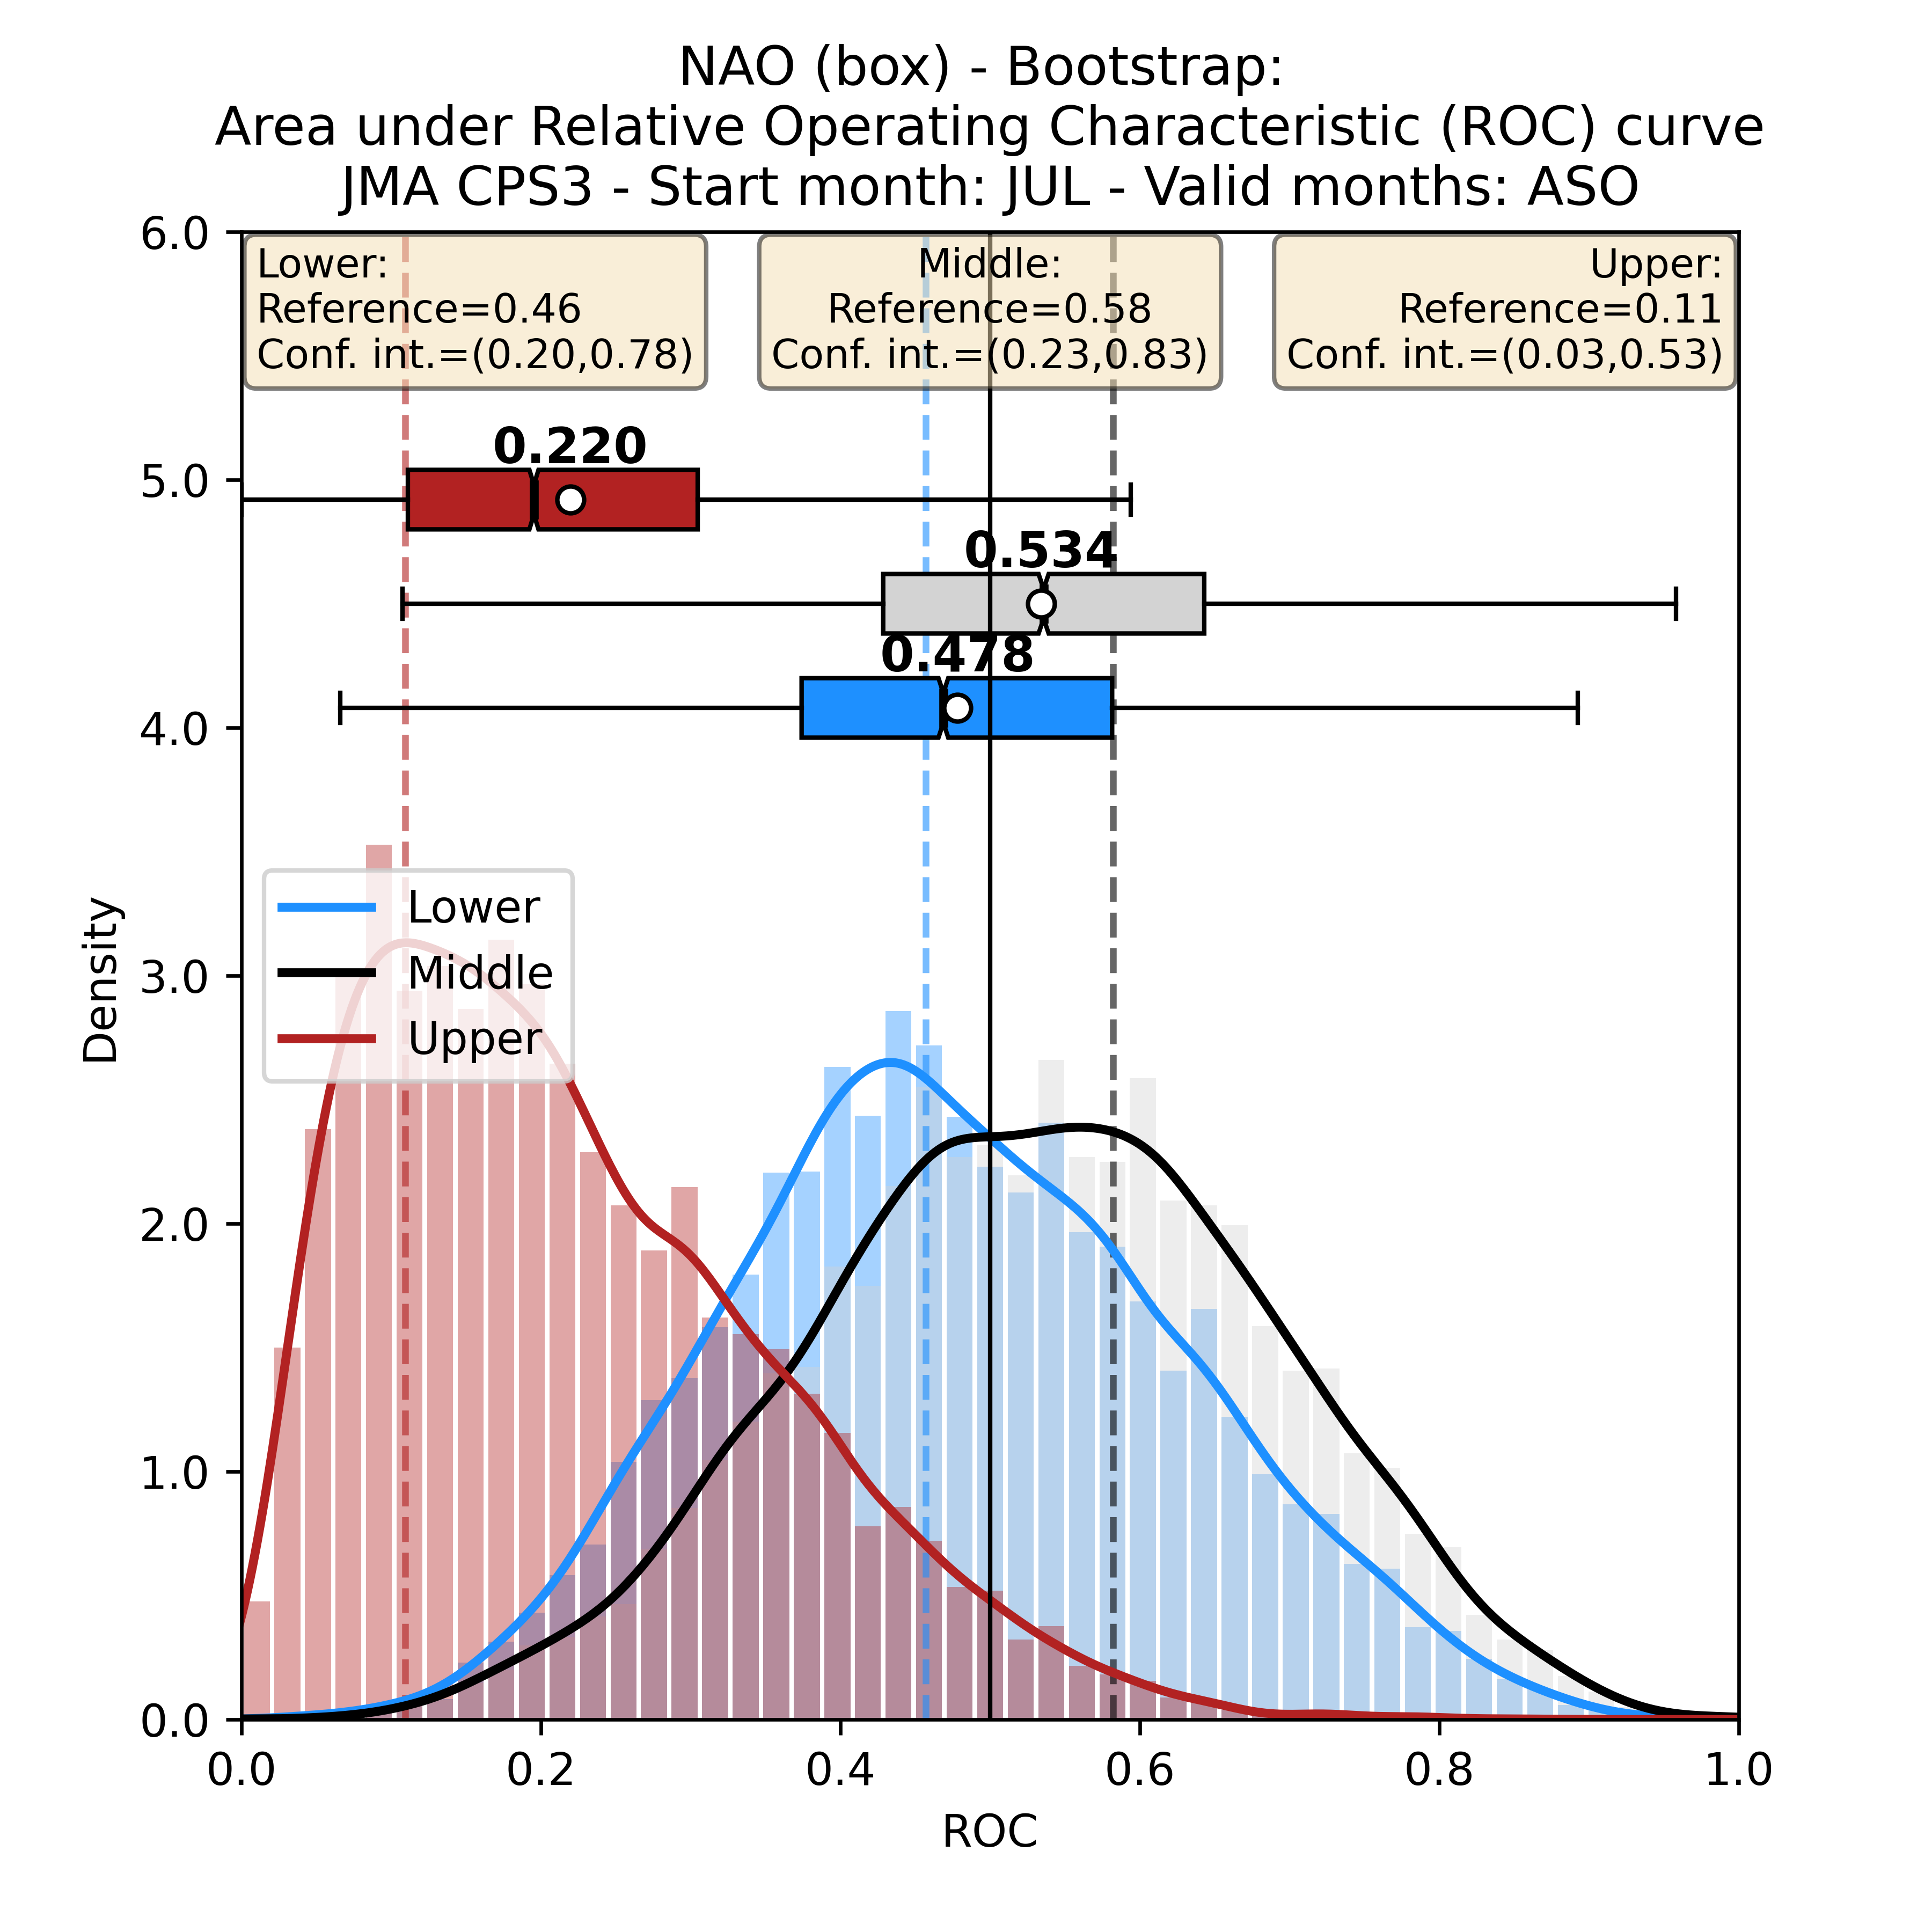 NAO (box) - Bootstrap:
Area under Relative Operating Characteristic (ROC) curve
JMA CPS3 - Start month: JUL - Valid months: ASO
Lower:
Reference=0.46
Conf. int.=(0.20,0.78)
Middle:
Reference=0.58
Conf. int.=(0.23,0.83)
Upper:
Reference=0.11
Conf. int.=(0.03,0.53)
0.220
0.534
0.478
Lower
Middle
Upper
Density
6.0
5.0
4.0
3.0
2.0
1.0
0.0
0.0 0.2 0.4 0.6 0.8 1.0
ROC